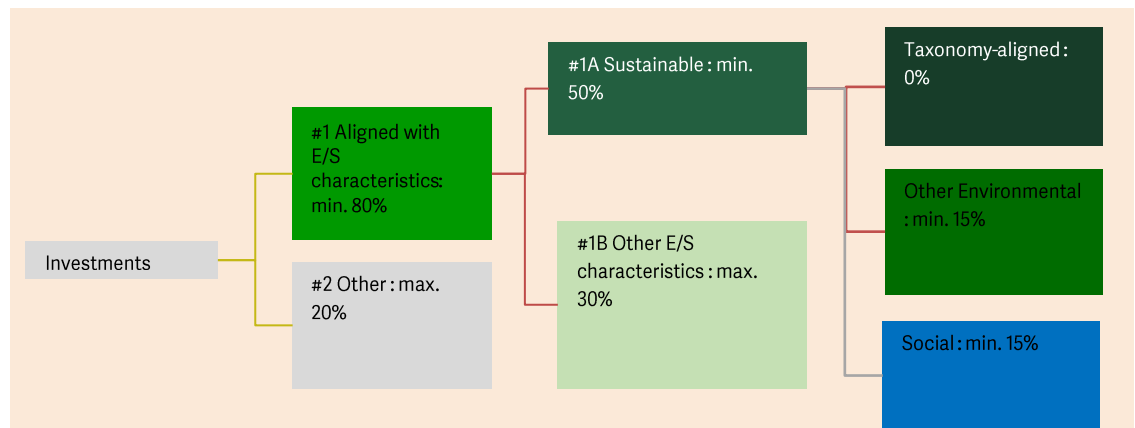 Investments
#1 Aligned with
E/S
characteristics:
min. 80%
#2 Other : max.
20%
#1A Sustainable : min.
50%
#1B Other E/S
characteristics : max.
30%
Taxonomy-aligned :
0%
Other Environmental
: min. 15%
Social : min. 15%